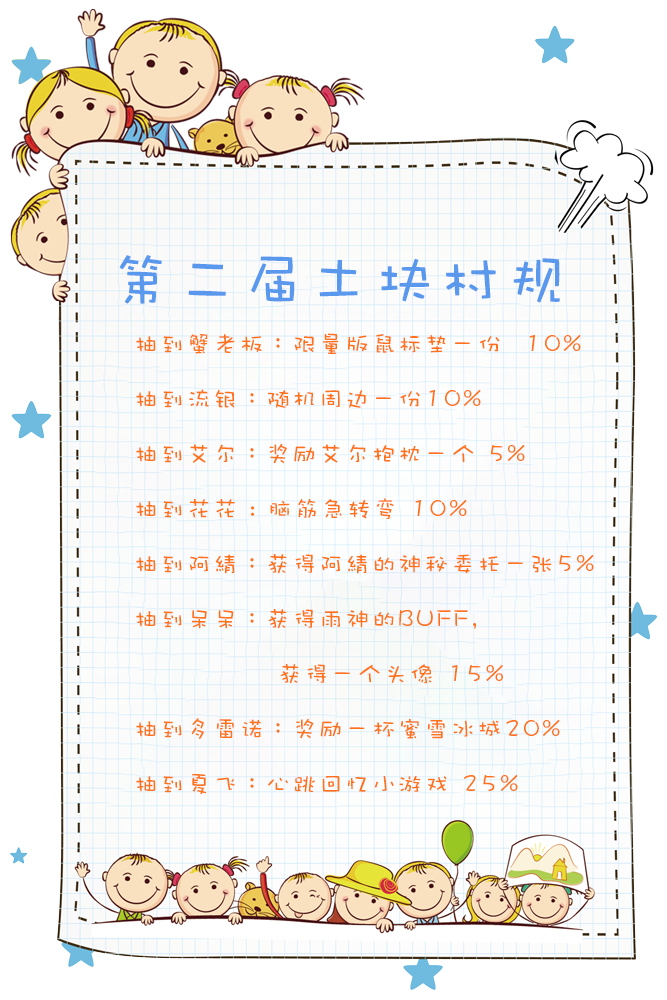 第二届土块村规
抽到蟹老板：限量版鼠标垫一份 10%
抽到流银：随机周边一份10%
抽到艾尔：奖励艾尔抱枕一个 5%
抽到花花：脑筋急转弯 10%
抽到阿綪：获得阿綪的神秘委托一张5%
抽到呆呆：获得雨神的BUFF，
获得一个头像 15%
抽到多雷诺：奖励一杯蜜雪冰城20%
抽到夏飞：心跳回忆小游戏 25%